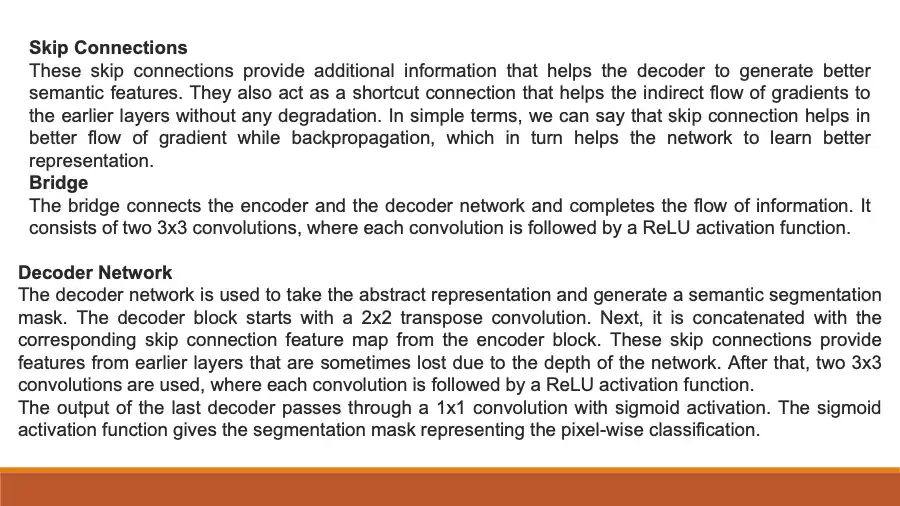 Skip Connections
These skip connections provide additional information that helps the decoder to generate better
semantic features. They also act as a shortcut connection that helps the indirect flow of gradients to
the earlier layers without any degradation. In simple terms, we can say that skip connection helps in
better flow of gradient while backpropagation, which in turn helps the network to learn better
representation.
Bridge
The bridge connects the encoder and the decoder network and completes the flow of information. It
consists of two 3x3 convolutions, where each convolution is followed by a ReLU activation function.
Decoder Network
The decoder network is used to take the abstract representation and generate a semantic segmentation
mask. The decoder block starts with a 2x2 transpose convolution. Next, it is concatenated with the
corresponding skip connection feature map from the encoder block. These skip connections provide
features from earlier layers that are sometimes lost due to the depth of the network. After that, two 3x3
convolutions are used, where each convolution is followed by a ReLU activation function.
The output of the last decoder passes through a 1x1 convolution with sigmoid activation. The sigmoid
activation function gives the segmentation mask representing the pixel-wise classification.